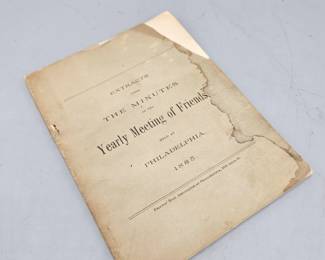 EXTRACTS
FROM
THE MINUTES
OF THE
Yearly Meeting of Friends
HELD AT
PHILADELPHIA,
1885.